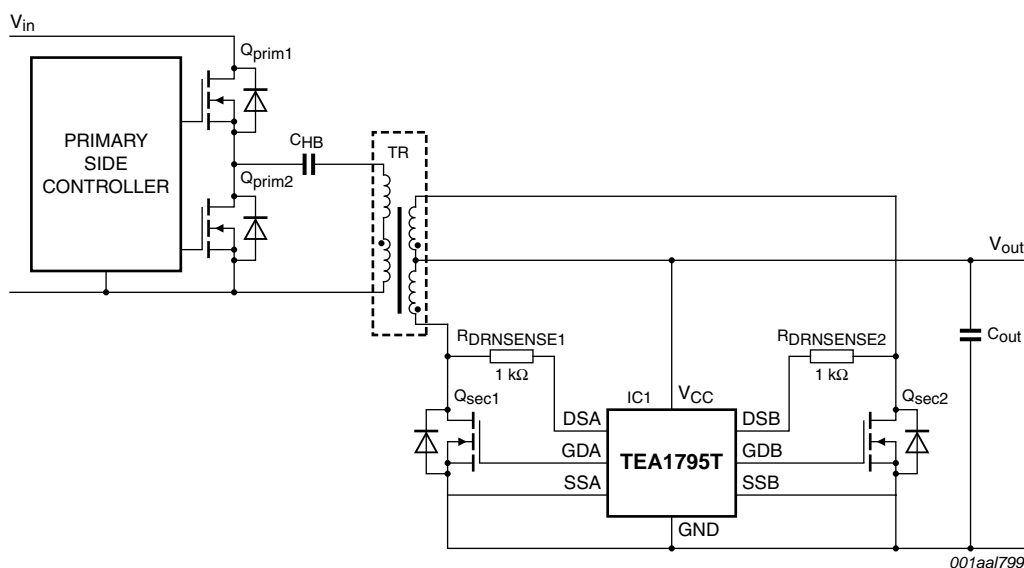 Vin
Qprim1
PRIMARY
SIDE
CONTROLLER
CHB
TR
Qprim2
Vout
RDRNSENSE1
1 kΩ
RDRNSENSE2
1 kΩ
Cout
Qsec1
IC1
VCC
Qsec2
DSA
DSB
GDA
TEA1795T
GDB
SSA
SSB
GND
001aal799